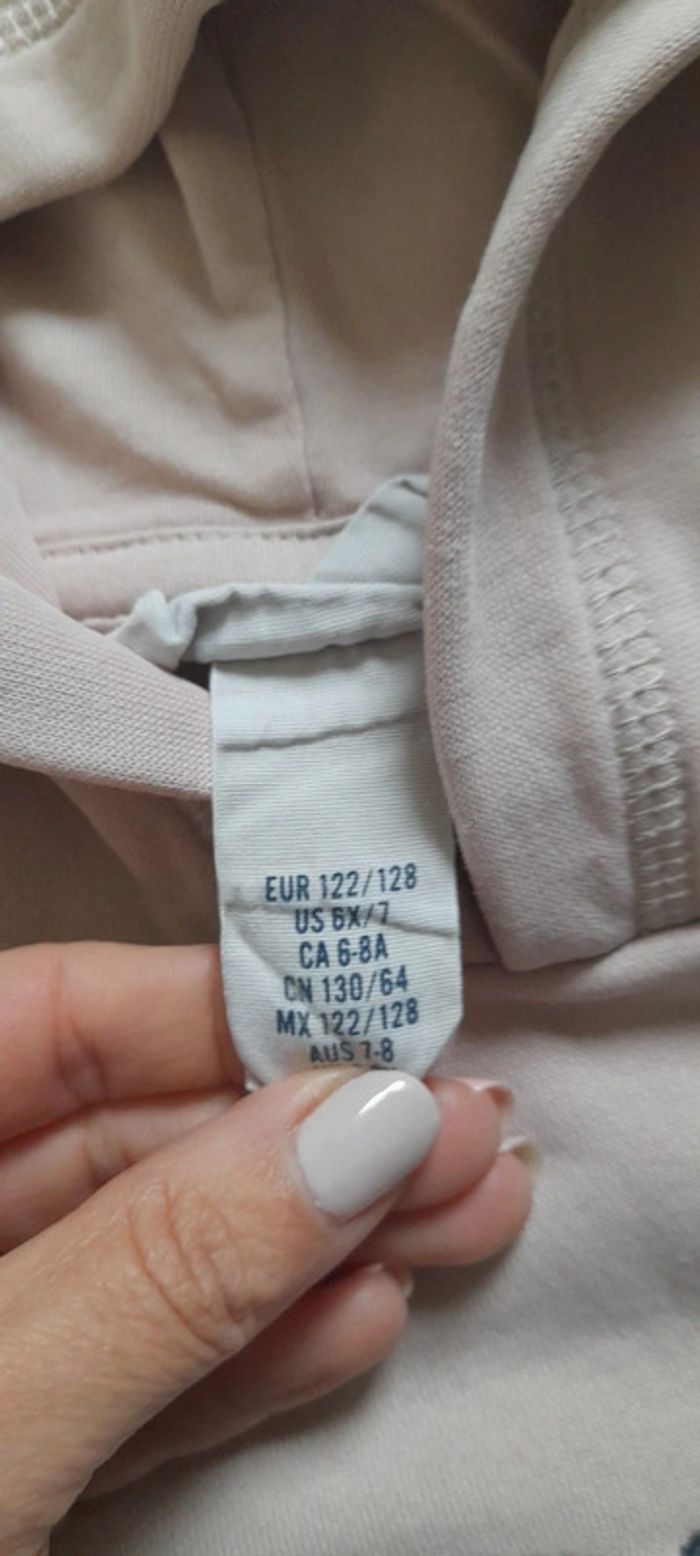 EUR 122/128
US 6X/7
CA 6-8A
CN 130/64
MX 122/128
AUS 7-8